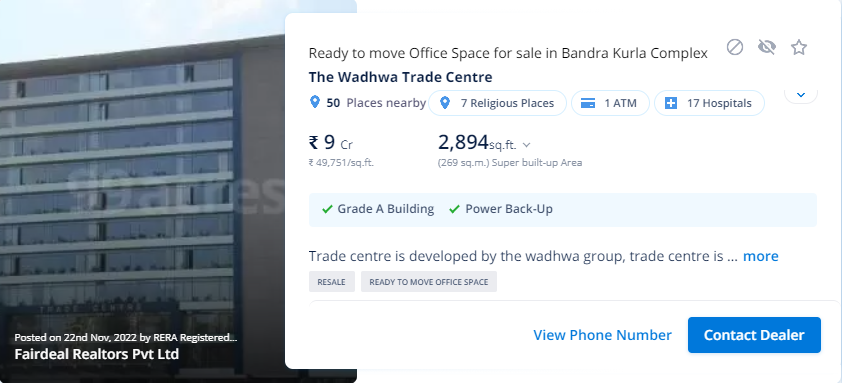 Ready to move Office Space for sale in Bandra Kurla Complex
The Wadhwa Trade Centre
50 Places nearby
7 Religious Places
1 ATM
17 Hospitals
₹ 9 Cr
₹ 49,751/sq.ft.
2,894sq.ft.
(269 sq.m.) Super built-up Area
99acres
Grade A Building
Power Back-Up
Trade centre is developed by the wadhwa group, trade centre is ... more
RESALE
READY TO MOVE OFFICE SPACE
TRADE CENTRE
Posted on 22nd Nov, 2022 by RERA Registered...
Fairdeal Realtors Pvt Ltd
View Phone Number
Contact Dealer